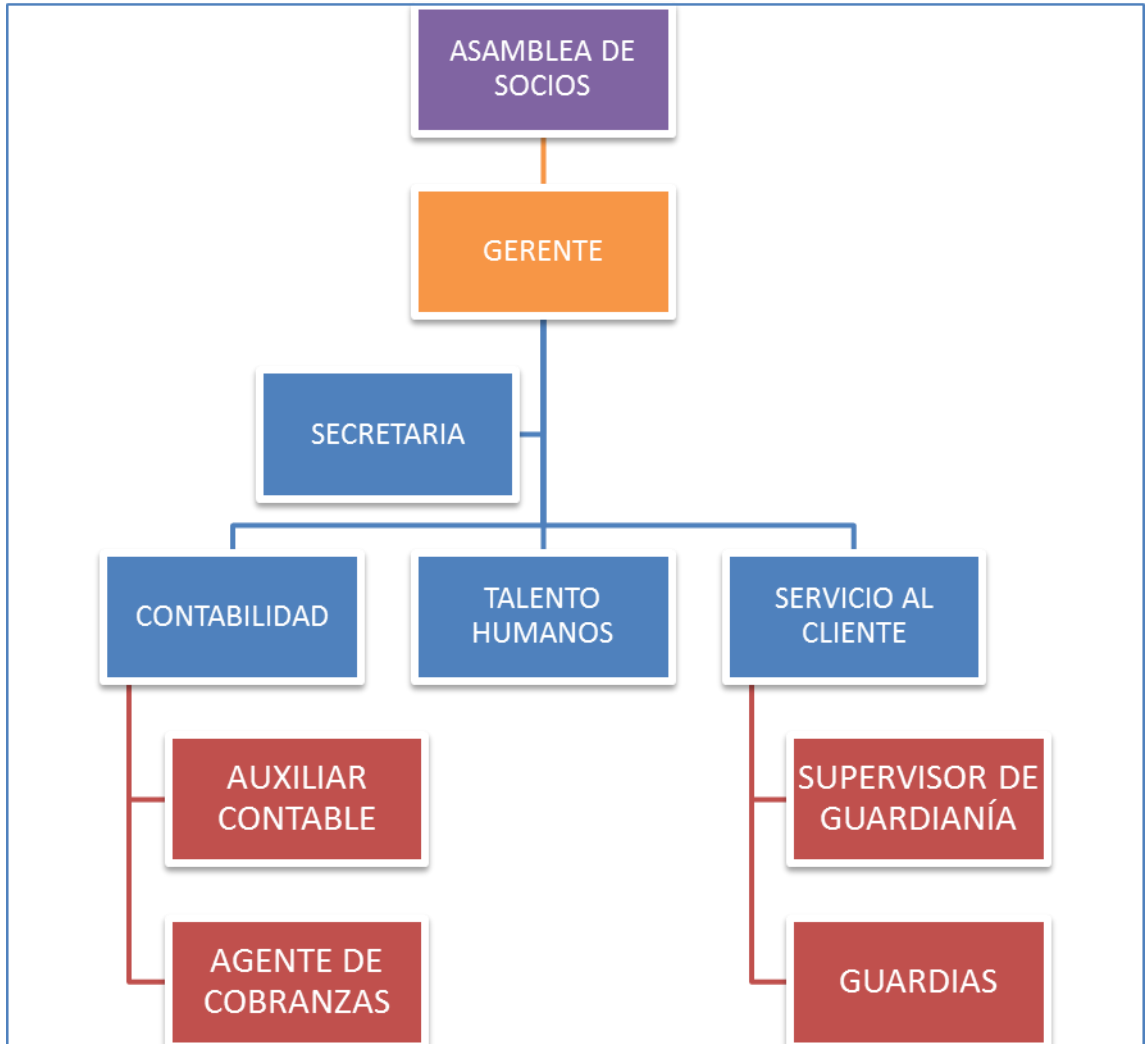 ASAMBLEA DE
SOCIOS
GERENTE
SECRETARIA
CONTABILIDAD
TALENTO
HUMANOS
SERVICIO AL
CLIENTE
AUXILIAR
CONTABLE
SUPERVISOR DE
GUARDIANÍA
AGENTE DE
COBRANZAS
GUARDIAS